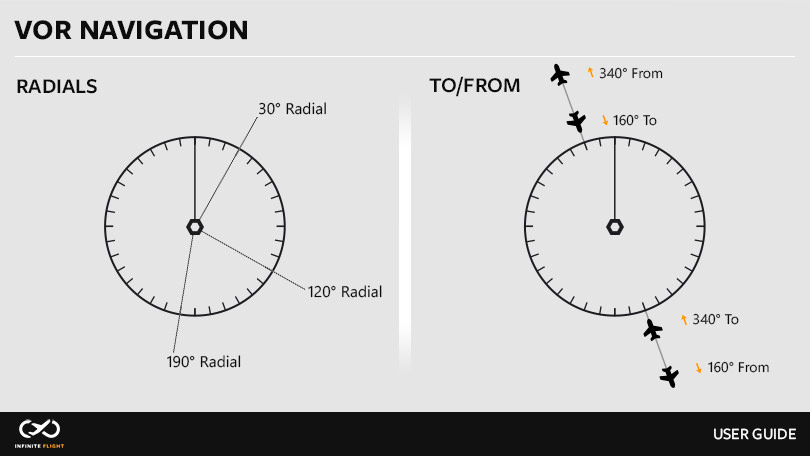 VOR NAVIGATION
RADIALS
30° Radial
120° Radial
190° Radial
TO/FROM
340° From
160° To
340° To
160° From
INFINITE FLIGHT
USER GUIDE